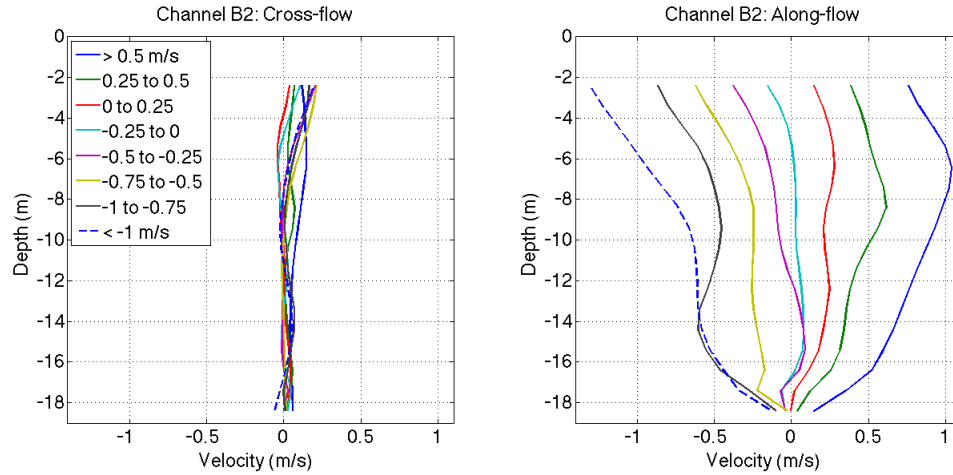 Channel B2: Cross-flow
0
-2
-4
-6
-8
-10
-12
-14
-16
-18
Depth (m)
> 0.5 m/s
0.25 to 0.5
0 to 0.25
-0.25 to 0
-0.5 to -0.25
-0.75 to -0.5
-1 to -0.75
< -1 m/s
-1 -0.5 0 0.5 1
Velocity (m/s)
Channel B2: Along-flow
0
-2
-4
-6
-8
-10
-12
-14
-16
-18
Depth (m)
-1 -0.5 0 0.5 1
Velocity (m/s)